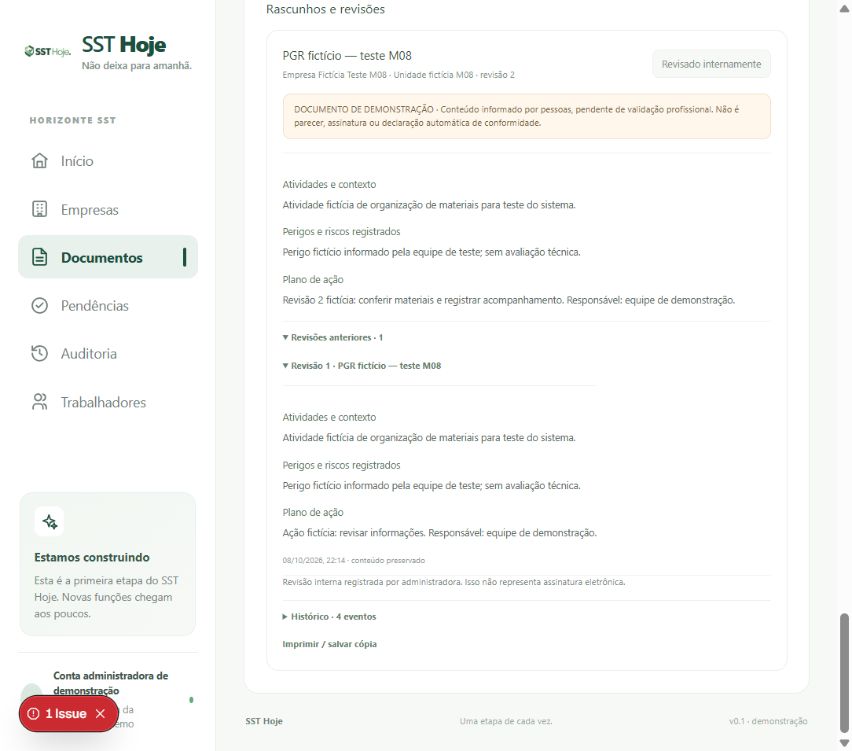 SST Hoje.
SST Hoje
Não deixa para amanhã.
HORIZONTE SST
Início
Empresas
Documentos
Pendências
Auditoria
Trabalhadores
Estamos construindo
Esta é a primeira etapa do SST
Hoje. Novas funções chegam
aos poucos.
Conta administradora de
demonstração
da
emo
1 Issue
Rascunhos e revisões
PGR fictício — teste M08
Empresa Fictícia Teste M08 · Unidade fictícia M08 · revisão 2
Revisado internamente
DOCUMENTO DE DEMONSTRAÇÃO · Conteúdo informado por pessoas, pendente de validação profissional. Não é
parecer, assinatura ou declaração automática de conformidade.
Atividades e contexto
Atividade fictícia de organização de materiais para teste do sistema.
Perigos e riscos registrados
Perigo fictício informado pela equipe de teste; sem avaliação técnica.
Plano de ação
Revisão 2 fictícia: conferir materiais e registrar acompanhamento. Responsável: equipe de demonstração.
▾ Revisões anteriores · 1
▾ Revisão 1 · PGR fictício — teste M08
Atividades e contexto
Atividade fictícia de organização de materiais para teste do sistema.
Perigos e riscos registrados
Perigo fictício informado pela equipe de teste; sem avaliação técnica.
Plano de ação
Ação fictícia: revisar informações. Responsável: equipe de demonstração.
08/10/2026, 22:14 · conteúdo preservado
Revisão interna registrada por administradora. Isso não representa assinatura eletrônica.
▸ Histórico · 4 eventos
Imprimir / salvar cópia
SST Hoje
Uma etapa de cada vez.
v0.1 · demonstração